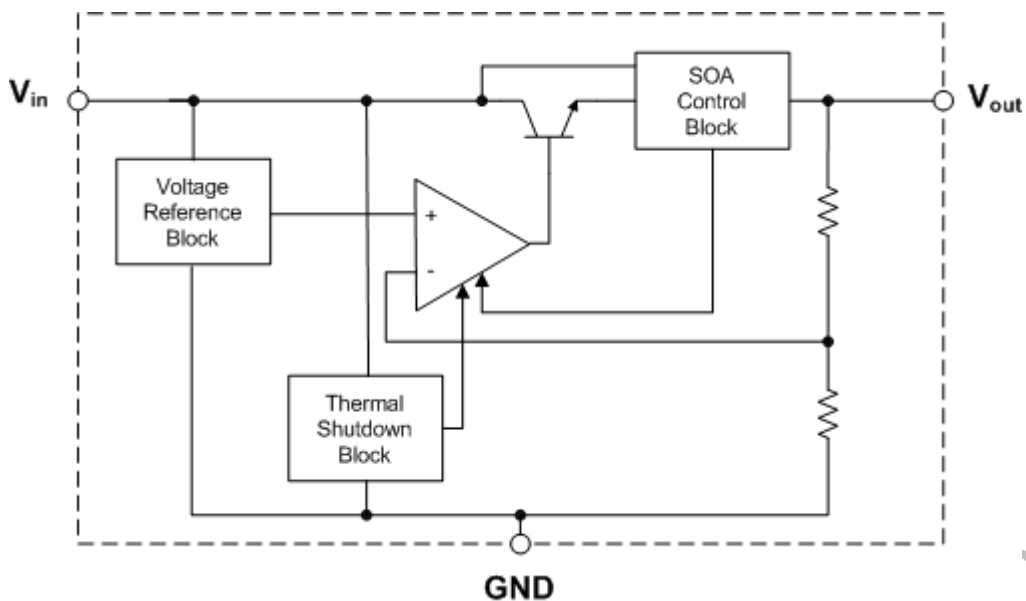 SOA
Control
Block
Vin
Vout
Voltage
Reference
Block
+
-
Thermal
Shutdown
Block
GND